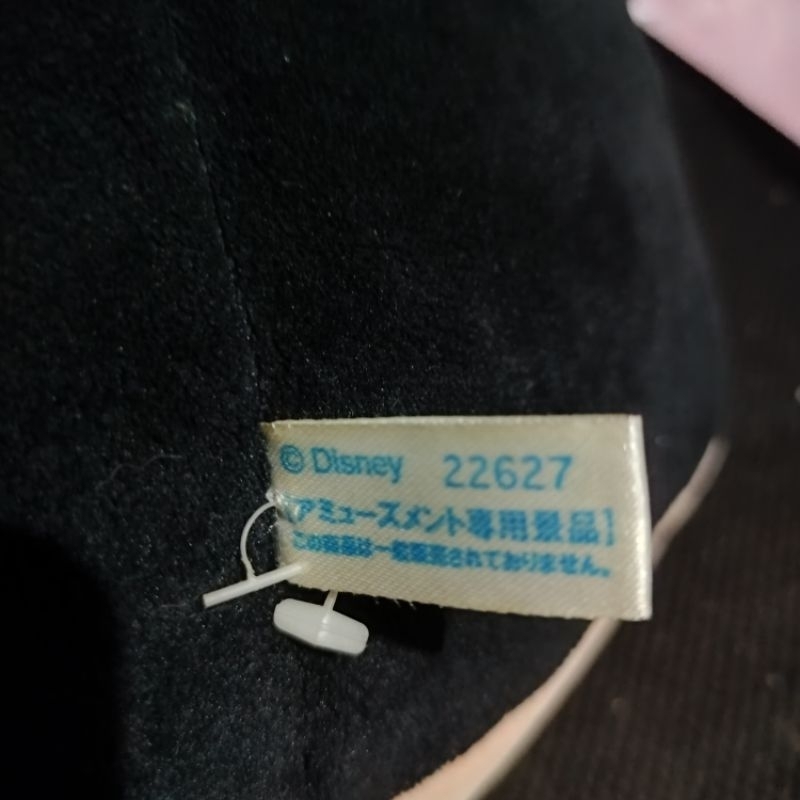 © Disney 22627
[アミューズメント専用景品]
この商品は一般販売されておりません。